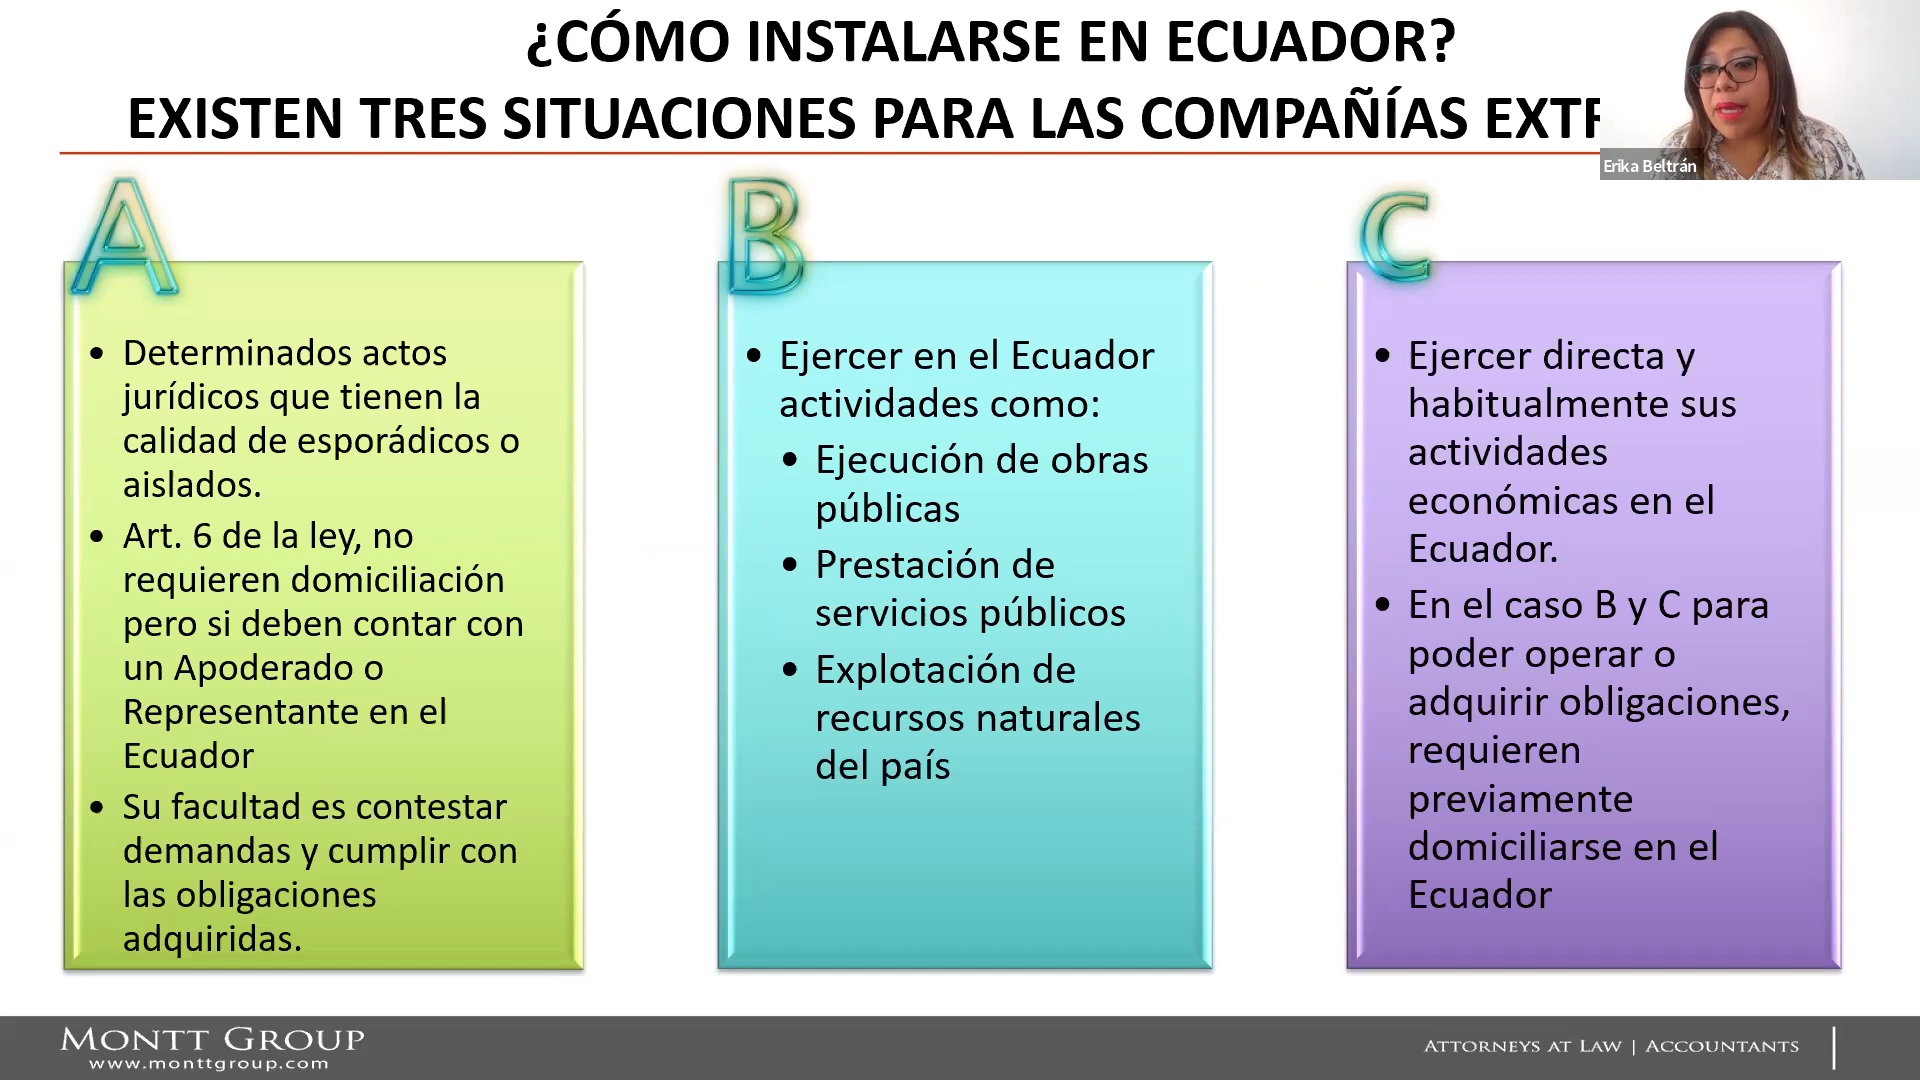 ¿CÓMO INSTALARSE EN ECUADOR?
EXISTEN TRES SITUACIONES PARA LAS COMPAÑÍAS
Erika Beltrán
A
B
C
• Determinados actos
jurídicos que tienen la
calidad de esporádicos o
aislados.
• Art. 6 de la ley, no
requieren domiciliación
pero si deben contar con
un Apoderado o
Representante en el
Ecuador
• Su facultad es contestar
demandas y cumplir con
las obligaciones
adquiridas.
• Ejercer en el Ecuador
actividades como:
• Ejecución de obras
públicas
• Prestación de
servicios públicos
• Explotación de
recursos naturales
del país
• Ejercer directa y
habitualmente sus
actividades
económicas en el
Ecuador.
• En el caso B y C para
poder operar o
adquirir obligaciones,
requieren
previamente
domiciliarse en el
Ecuador
MONTT GROUP
www.monttgroup.com
ATTORNEYS AT LAW | ACCOUNTANTS